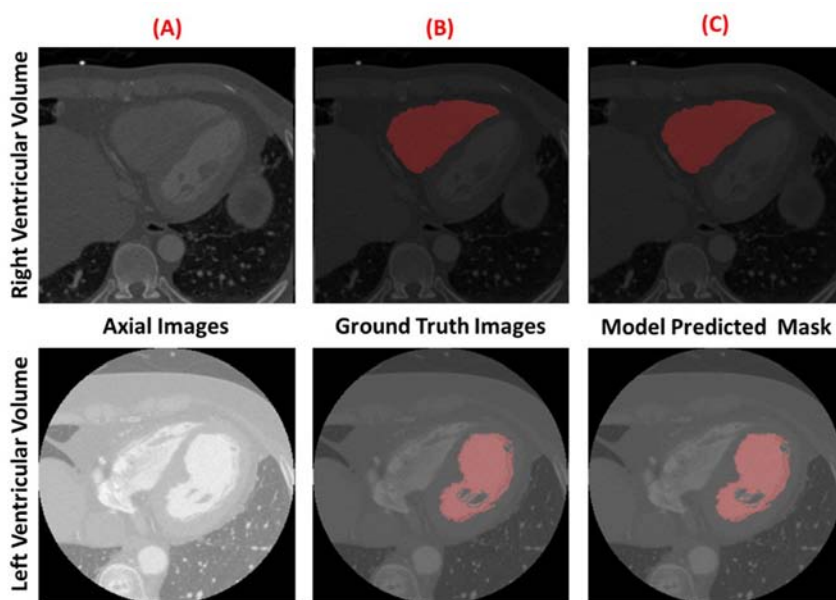 (A) (B) (C)
Right Ventricular Volume
Axial Images Ground Truth Images Model Predicted Mask
Left Ventricular Volume